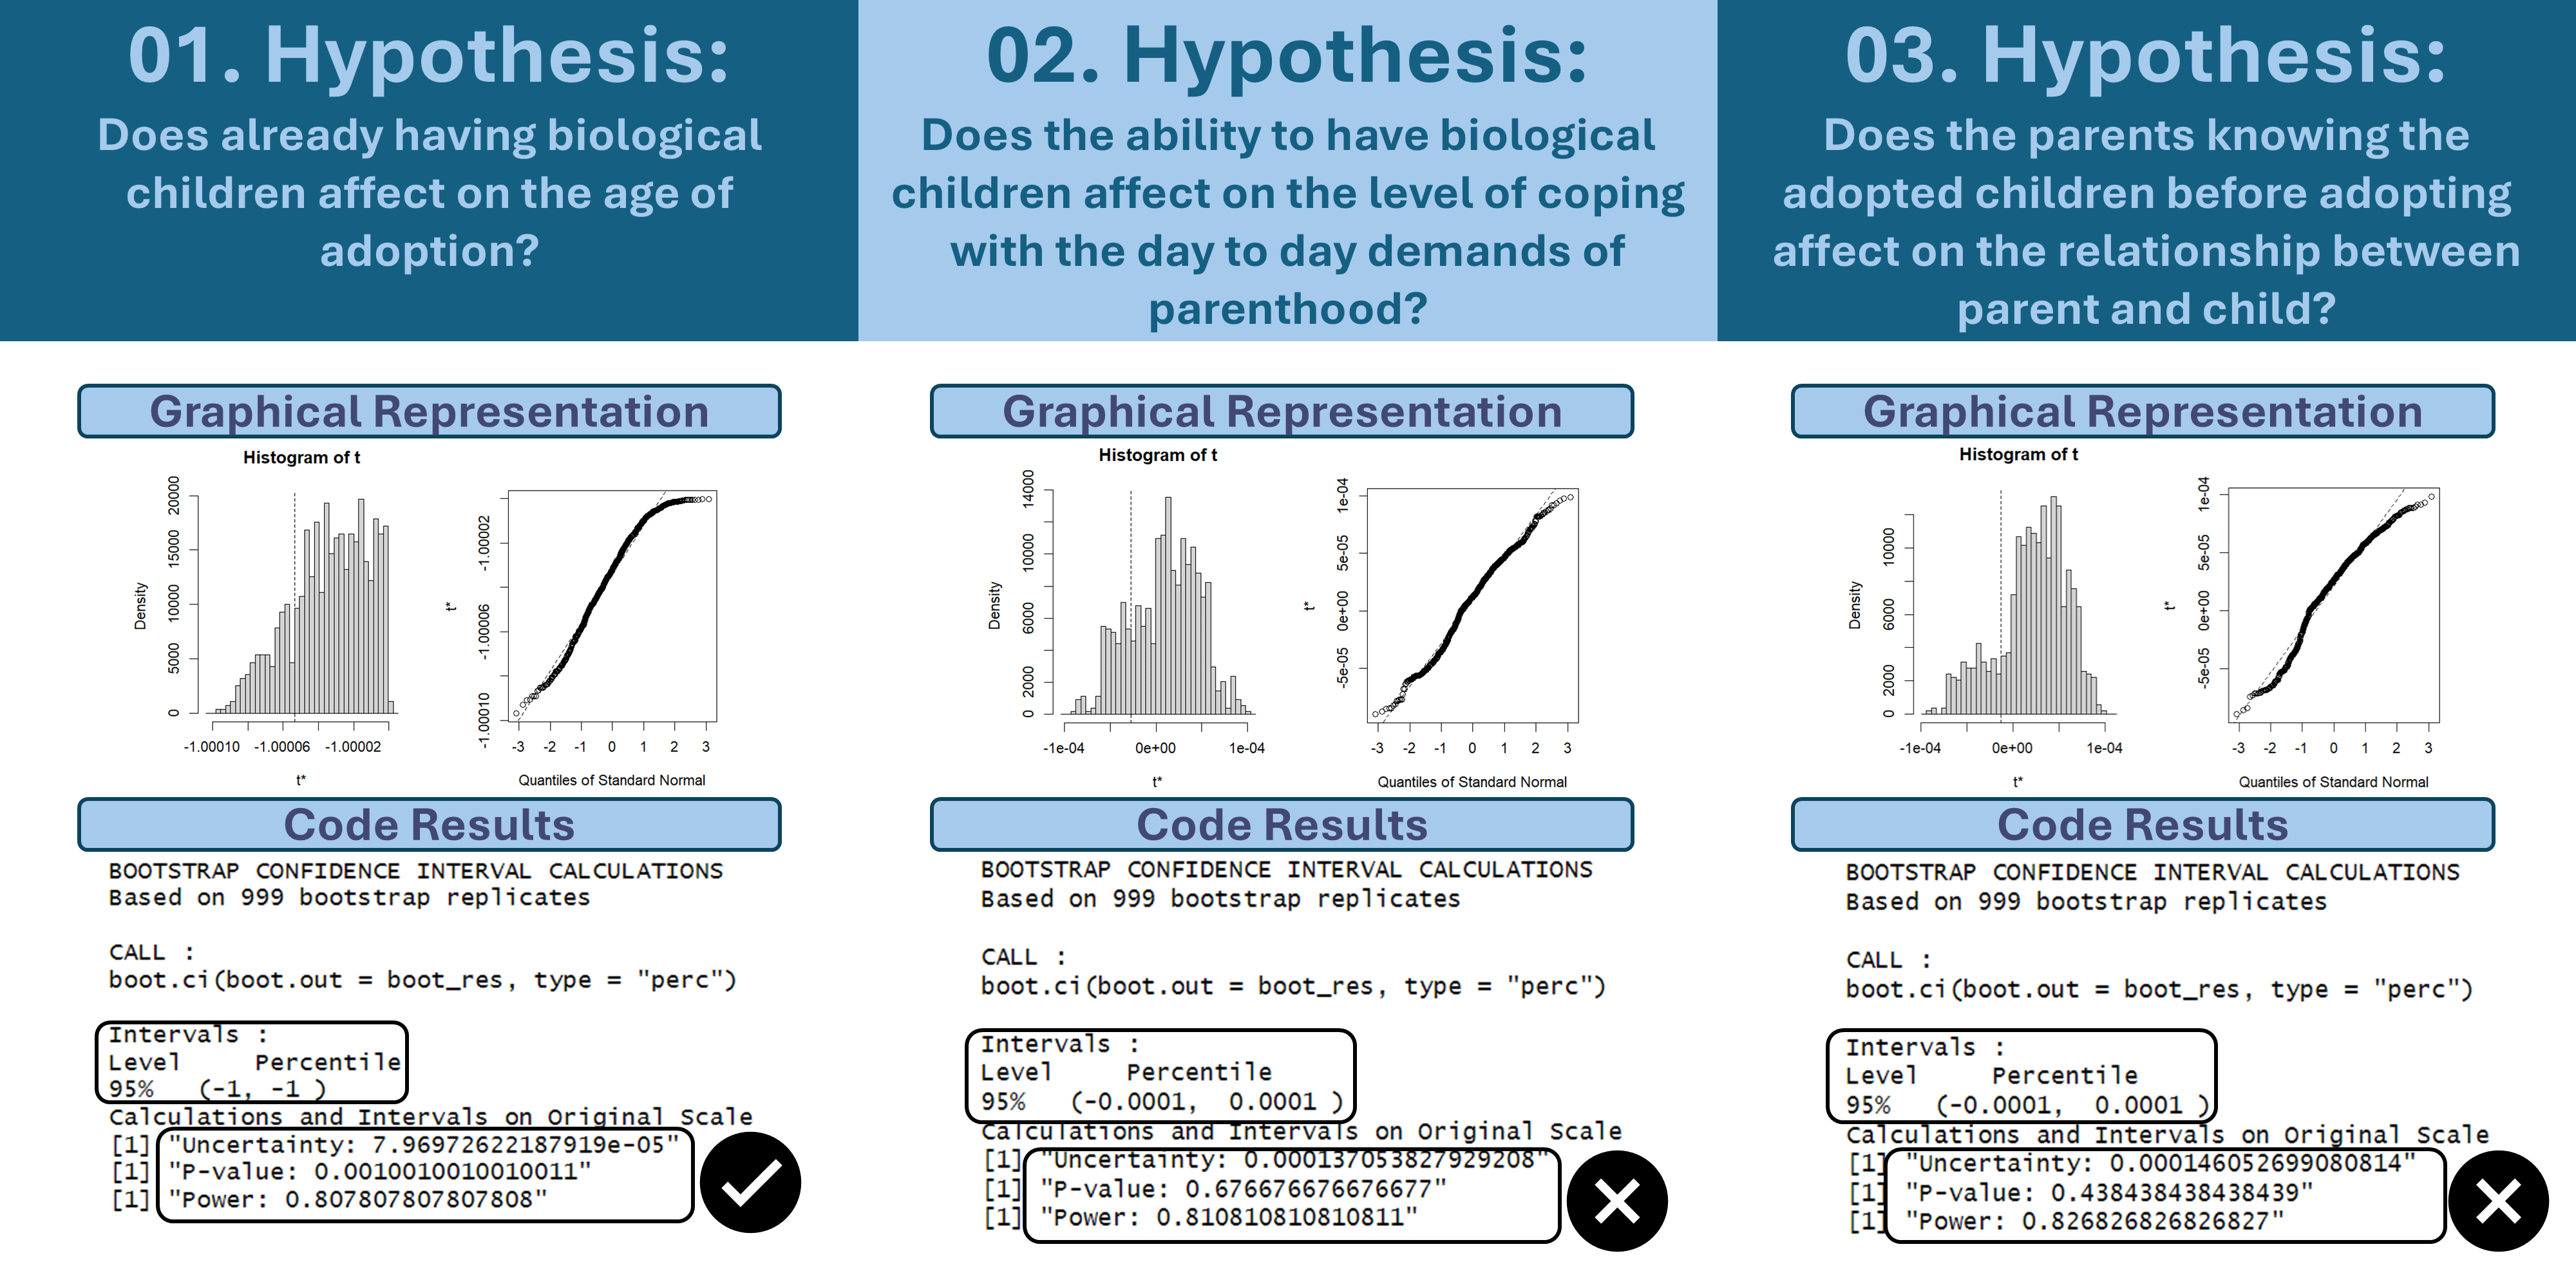 01. Hypothesis:
Does already having biological
children affect on the age of
adoption?
Graphical Representation
Histogram of t
Density
0
5000
10000
15000
20000
-1.00010
-1.00006
-1.00002
t*
t*
-1.00010
-1.00006
-1.00002
-3
-2
-1
0
1
2
3
Quantiles of Standard Normal
Code Results
BOOTSTRAP CONFIDENCE INTERVAL CALCULATIONS
Based on 999 bootstrap replicates
CALL :
boot.ci(boot.out = boot_res, type = "perc")
Intervals :
Level Percentile
95% (-1, -1 )
Calculations and Intervals on Original Scale
[1] "Uncertainty: 7.96972622187919e-05"
[1] "P-value: 0.0010010010010011"
[1] "Power: 0.807807807807808"
02. Hypothesis:
Does the ability to have biological
children affect on the level of coping
with the day to day demands of
parenthood?
Graphical Representation
Histogram of t
Density
0
2000
6000
10000
14000
-1e-04
0e+00
1e-04
t*
t*
-5e-05
0e+00
5e-05
1e-04
-3
-2
-1
0
1
2
3
Quantiles of Standard Normal
Code Results
BOOTSTRAP CONFIDENCE INTERVAL CALCULATIONS
Based on 999 bootstrap replicates
CALL :
boot.ci(boot.out = boot_res, type = "perc")
Intervals :
Level Percentile
95% (-0.0001, 0.0001 )
Calculations and Intervals on Original Scale
[1] "Uncertainty: 0.000137053827929208"
[1] "P-value: 0.676676676676677"
[1] "Power: 0.810810810810811"
03. Hypothesis:
Does the parents knowing the
adopted children before adopting
affect on the relationship between
parent and child?
Graphical Representation
Histogram of t
Density
0
2000
6000
10000
-1e-04
0e+00
1e-04
t*
t*
-5e-05
0e+00
5e-05
1e-04
-3
-2
-1
0
1
2
3
Quantiles of Standard Normal
Code Results
BOOTSTRAP CONFIDENCE INTERVAL CALCULATIONS
Based on 999 bootstrap replicates
CALL :
boot.ci(boot.out = boot_res, type = "perc")
Intervals :
Level Percentile
95% (-0.0001, 0.0001 )
Calculations and Intervals on Original Scale
[1] "Uncertainty: 0.000146052699080814"
[1] "P-value: 0.438438438438439"
[1] "Power: 0.826826826826827"